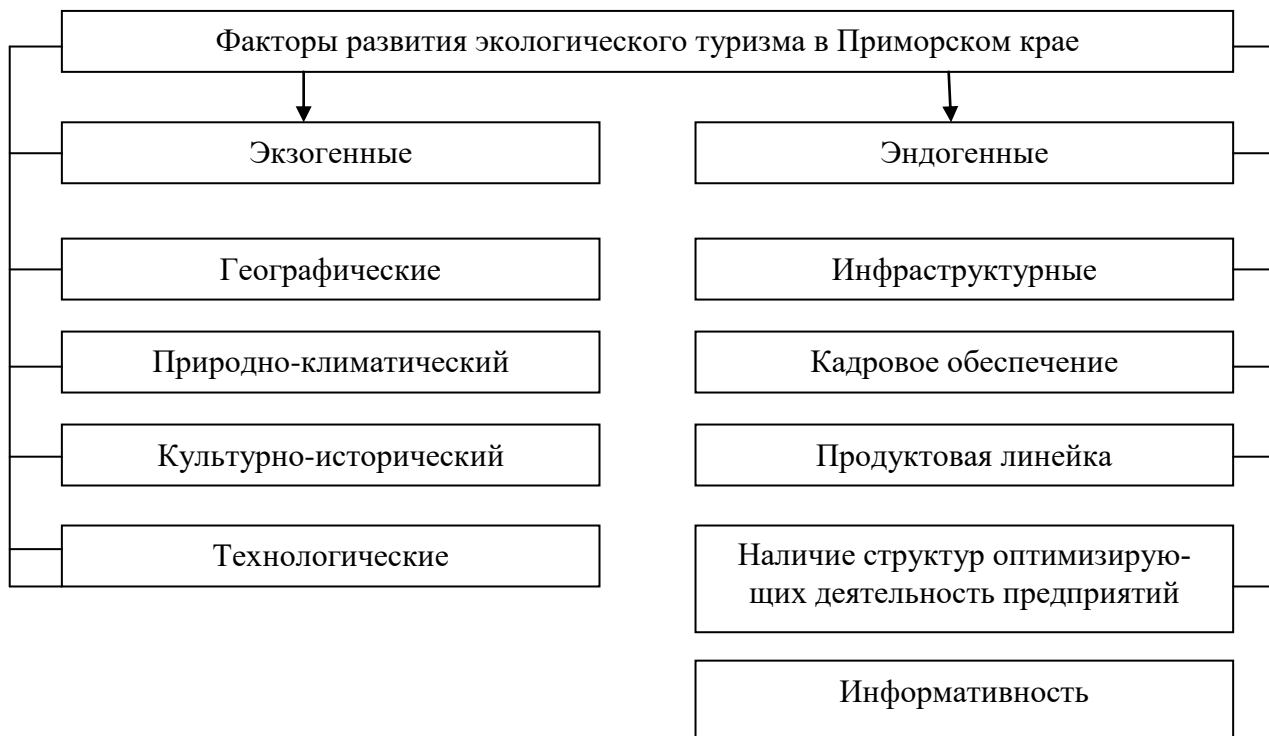 Факторы развития экологического туризма в Приморском крае
Экзогенные
Эндогенные
Географические
Инфраструктурные
Природно-климатический
Кадровое обеспечение
Культурно-исторический
Продуктовая линейка
Технологические
Наличие структур оптимизирую-
щих деятельность предприятий
Информативность